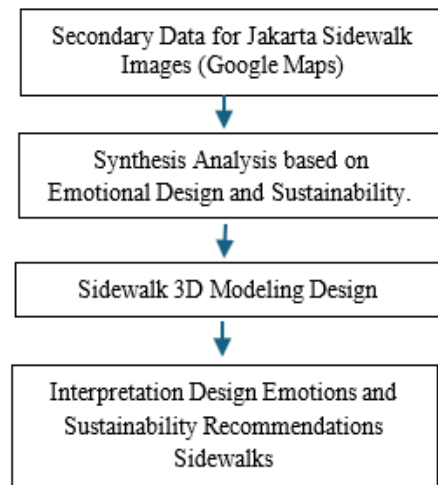 Secondary Data for Jakarta Sidewalk
Images (Google Maps)
Synthesis Analysis based on
Emotional Design and Sustainability.
Sidewalk 3D Modeling Design
Interpretation Design Emotions and
Sustainability Recommendations
Sidewalks